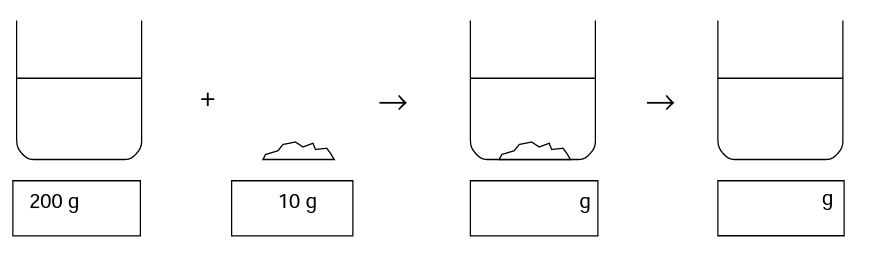 + → →
200 g
10 g
g
g